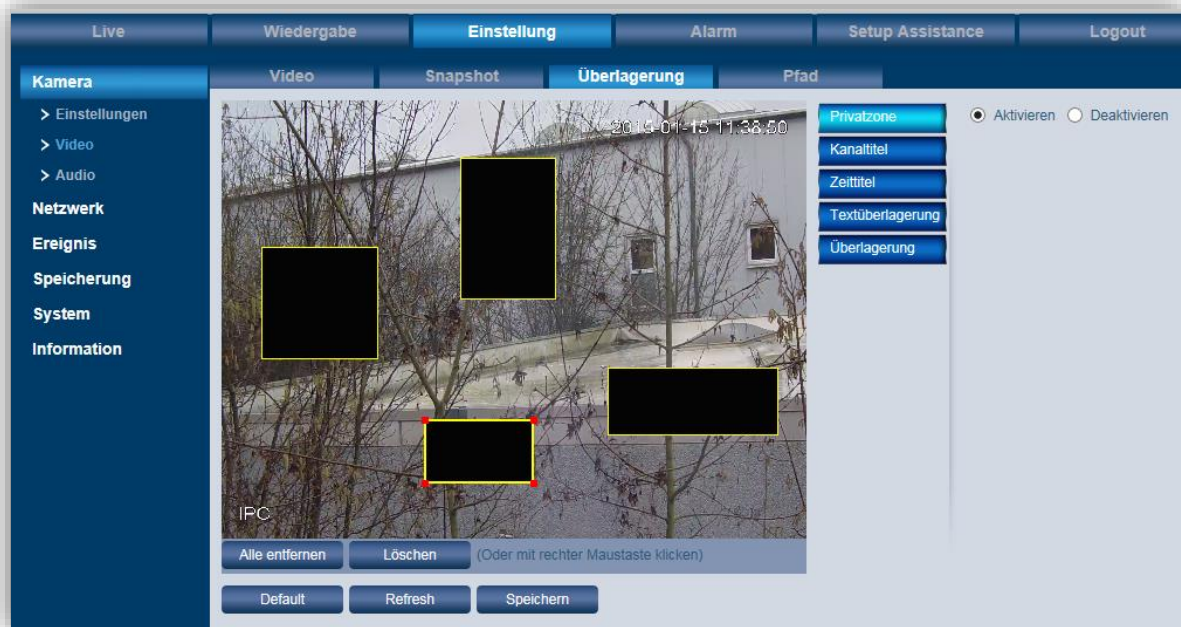 Live Wiedergabe Einstellung Alarm Setup Assistance Logout
Kamera
> Einstellungen
> Video
> Audio
Netzwerk
Ereignis
Speicherung
System
Information
Video Snapshot Überlagerung Pfad
2015-01-15 11:38:50
IPC
Privatzone
Kanaltitel
Zeittitel
Textüberlagerung
Überlagerung
Aktivieren Deaktivieren
Alle entfernen Löschen (Oder mit rechter Maustaste klicken)
Default Refresh Speichern